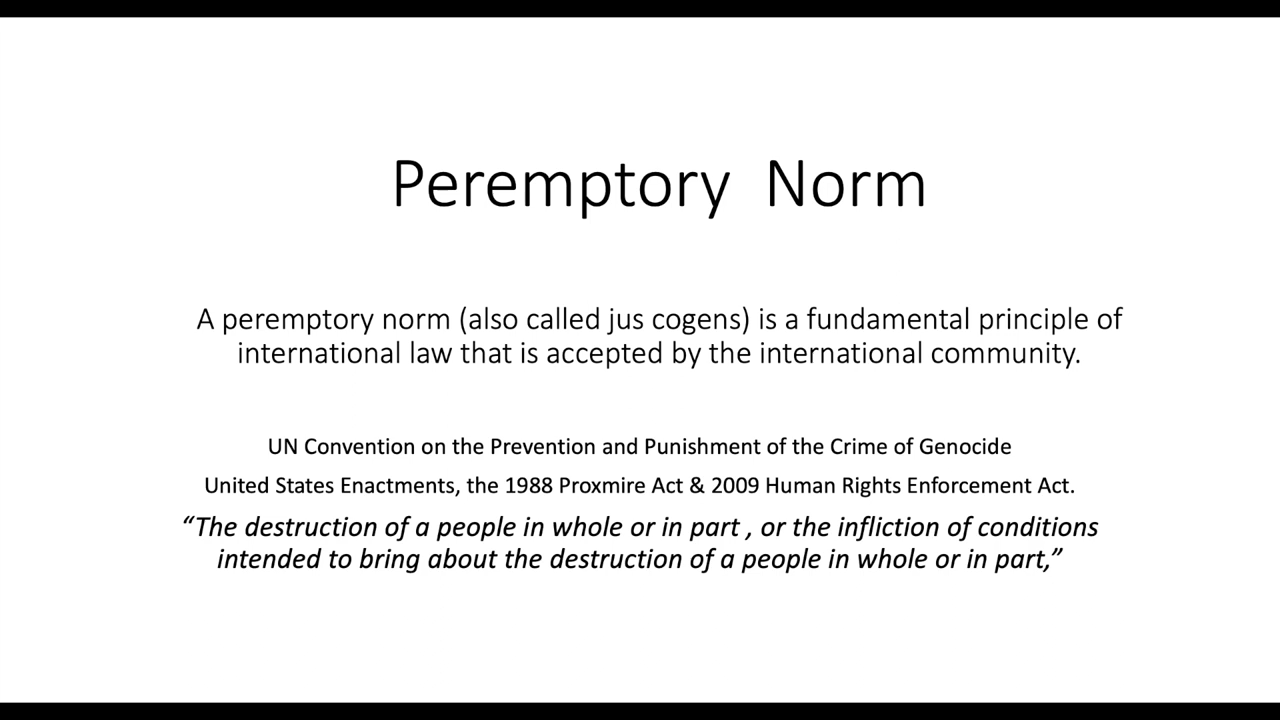 Peremptory Norm
A peremptory norm (also called jus cogens) is a fundamental principle of
international law that is accepted by the international community.
UN Convention on the Prevention and Punishment of the Crime of Genocide
United States Enactments, the 1988 Proxmire Act & 2009 Human Rights Enforcement Act.
“The destruction of a people in whole or in part , or the infliction of conditions
intended to bring about the destruction of a people in whole or in part,”